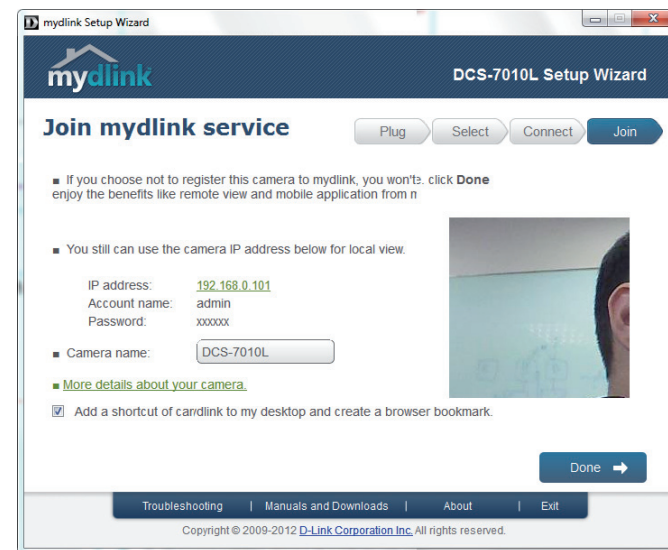 mydlink Setup Wizard
mydlink
DCS-7010L Setup Wizard
Join mydlink service
Plug
Select
Connect
Join
If you choose not to register this camera to mydlink, you won't click Done
enjoy the benefits like remote view and mobile application from
You still can use the camera IP address below for local view.
IP address: 192.168.0.101
Account name: admin
Password: xxxxxx
Camera name: DCS-7010L
More details about your camera.
Add a shortcut of to my desktop and create a browser bookmark.
Done
Troubleshooting | Manuals and Downloads | About | Exit
Copyright © 2009-2012 D-Link Corporation Inc. All rights reserved.